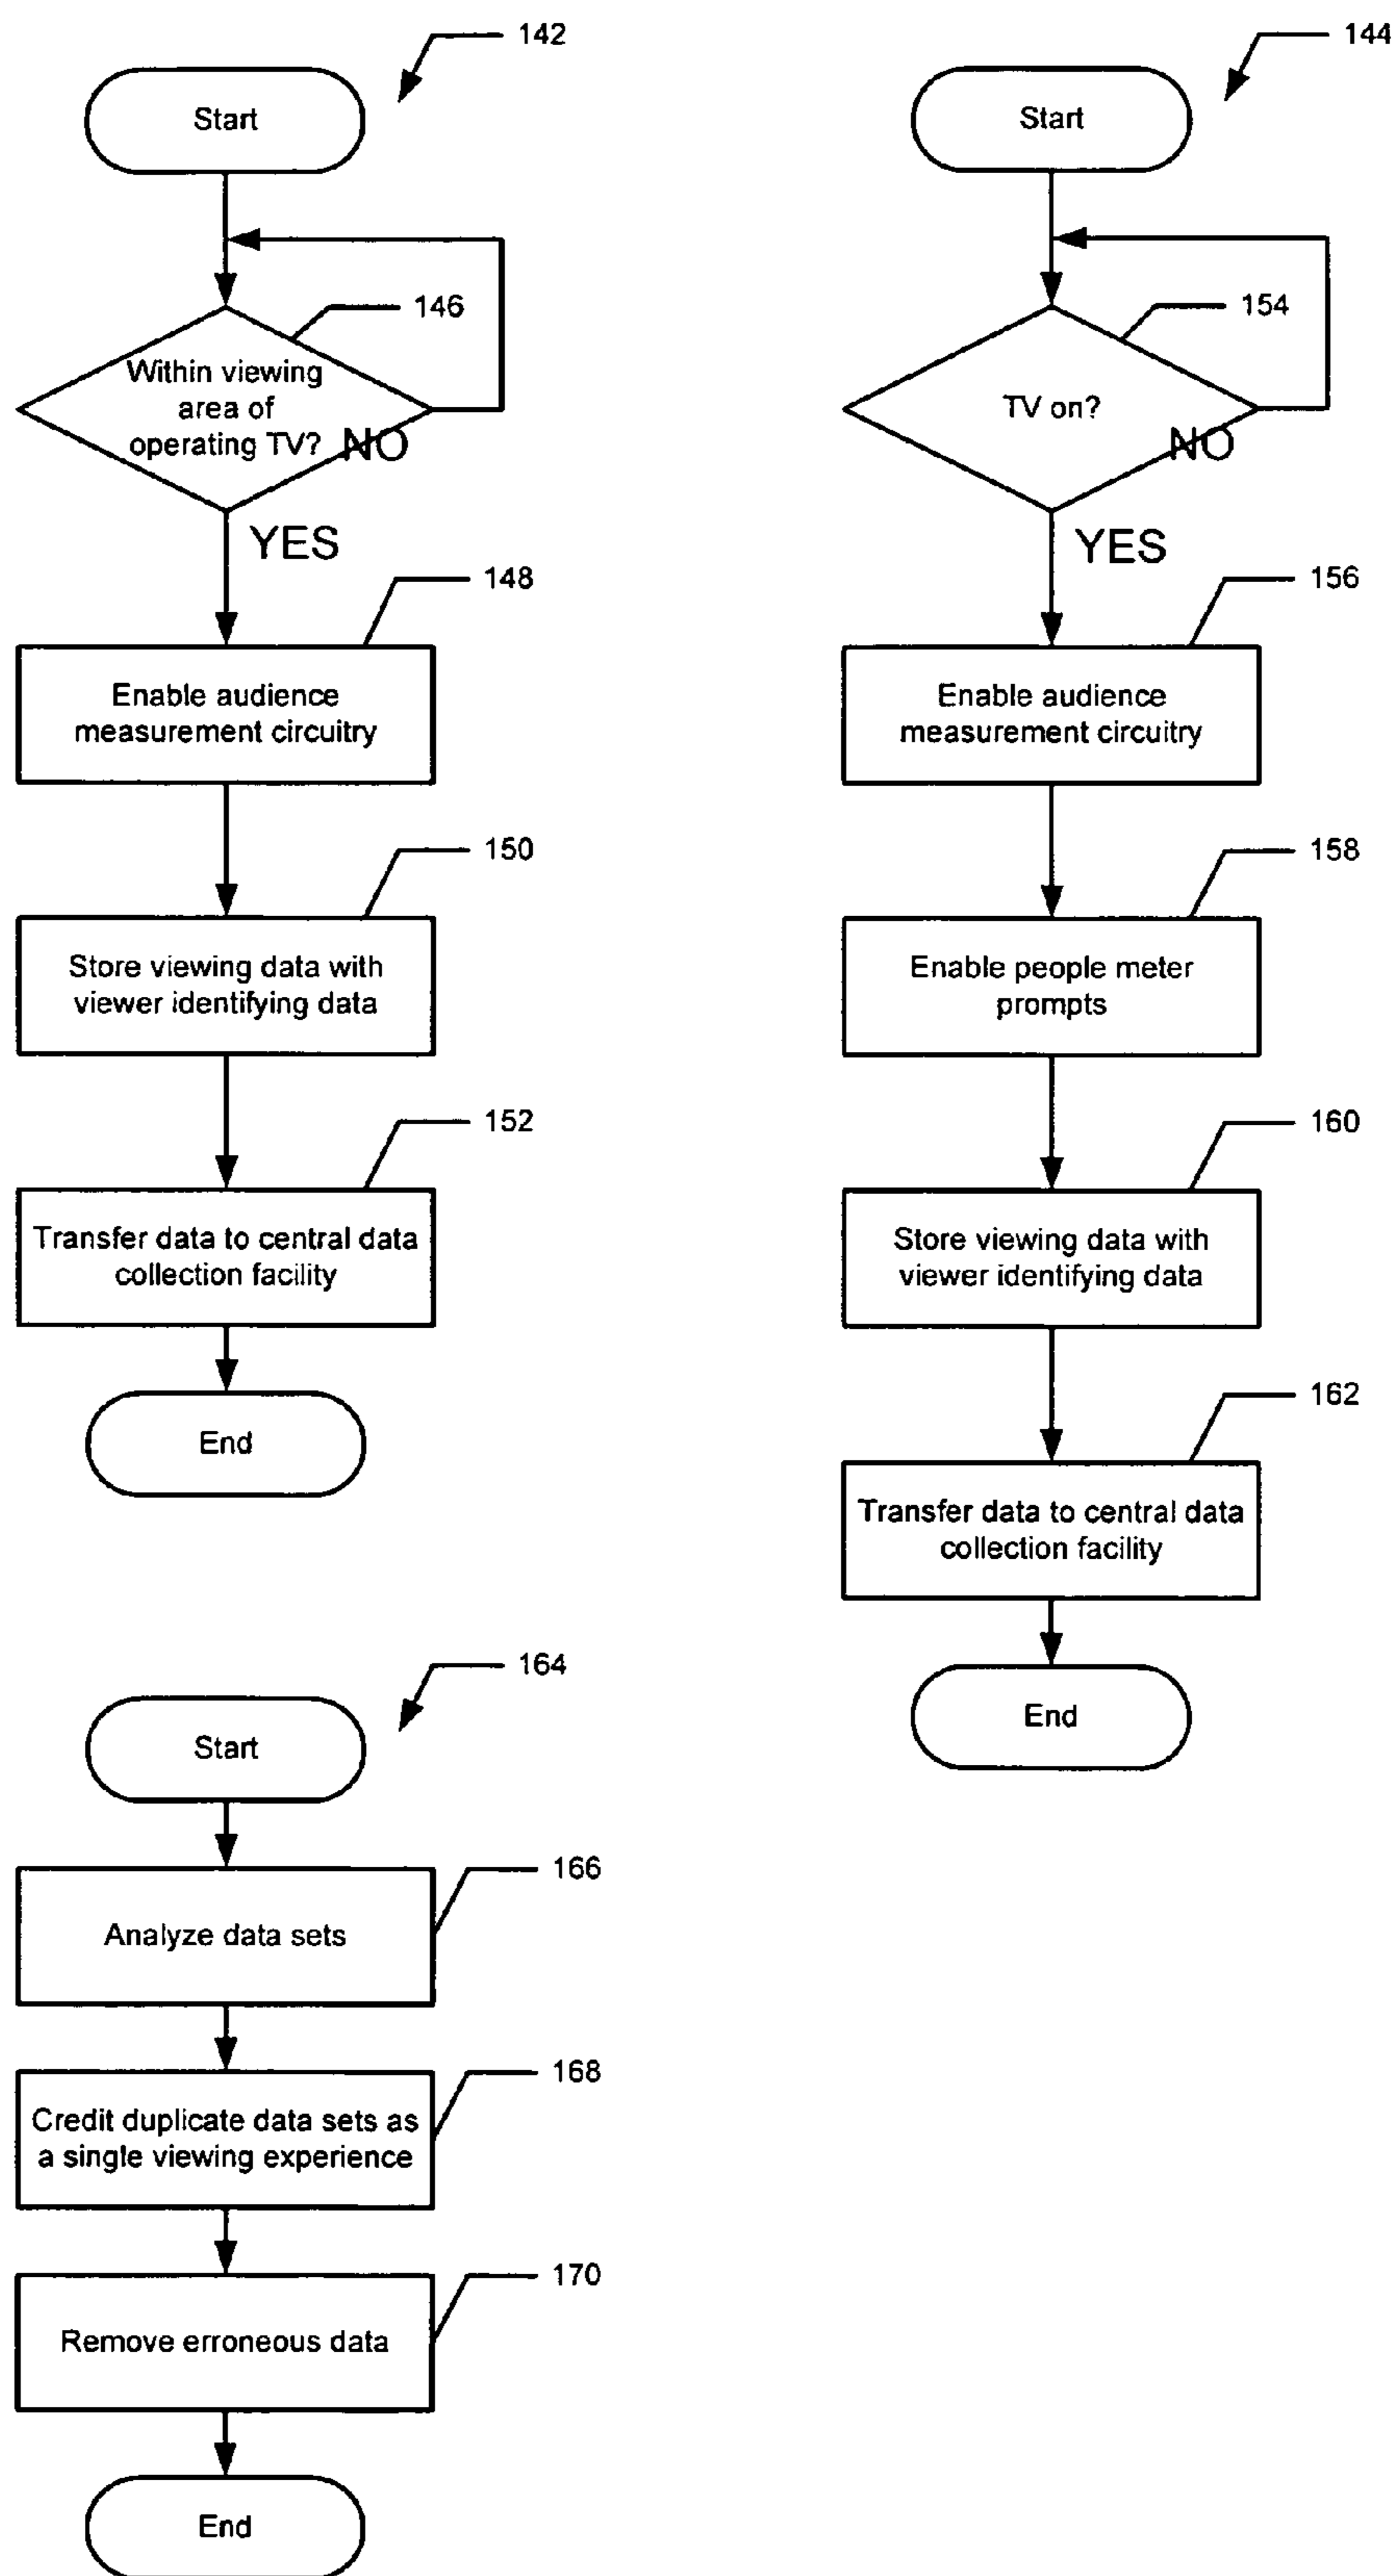 142
Start
146
Within viewing
area of
operating TV?
NO
YES
148
Enable audience
measurement circuitry
150
Store viewing data with
viewer identifying data
152
Transfer data to central data
collection facility
End
144
Start
154
TV on?
NO
YES
156
Enable audience
measurement circuitry
158
Enable people meter
prompts
160
Store viewing data with
viewer identifying data
162
Transfer data to central data
collection facility
End
164
Start
166
Analyze data sets
168
Credit duplicate data sets as
a single viewing experience
170
Remove erroneous data
End